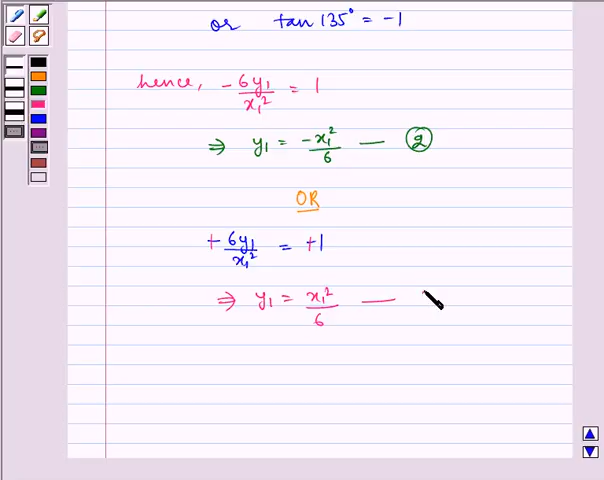 or tan 135° = -1
hence, -6y₁/x₁² = 1
⇒ y₁ = -x₁²/6 — ②
OR
+6y₁/x₁² = +1
⇒ y₁ = x₁²/6 —